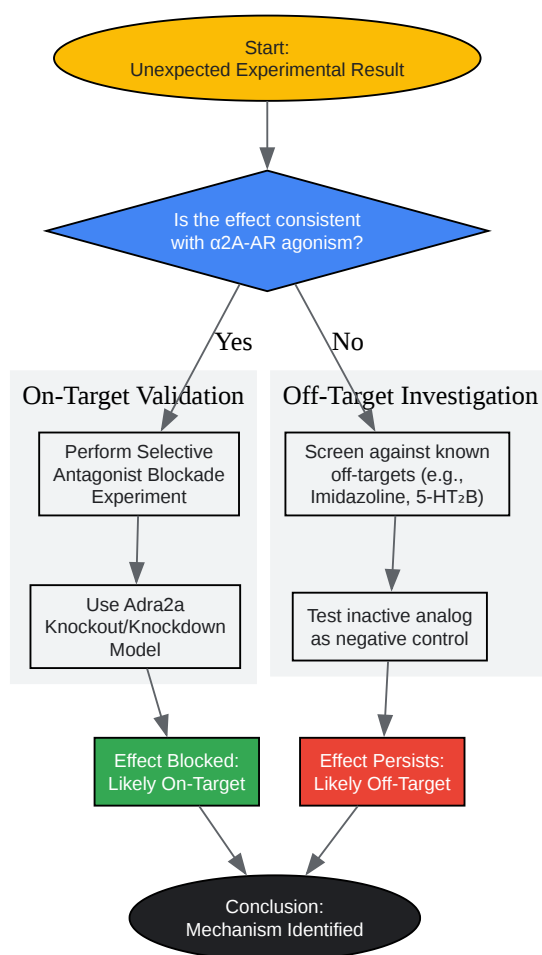 Start:
Unexpected Experimental Result
Is the effect consistent
with α2A-AR agonism?
Yes
No
On-Target Validation
Off-Target Investigation
Perform Selective
Antagonist Blockade
Experiment
Screen against known
off-targets (e.g.,
Imidazoline, 5-HT₂B)
Use Adra2a
Knockout/Knockdown
Model
Test inactive analog
as negative control
Effect Blocked:
Likely On-Target
Effect Persists:
Likely Off-Target
Conclusion:
Mechanism Identified